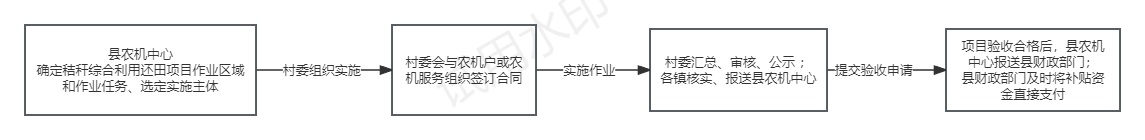 县农机中心
确定秸秆综合利用还田项目作业区域
和作业任务、选定实施主体
村委组织实施
村委会与农机户或农
机服务组织签订合同
实施作业
村委汇总、审核、公示 ；
各镇核实、报送县农机中心
提交验收申请
项目验收合格后，县农机
中心报送县财政部门；
县财政部门及时将补贴资
金直接支付
试用水印